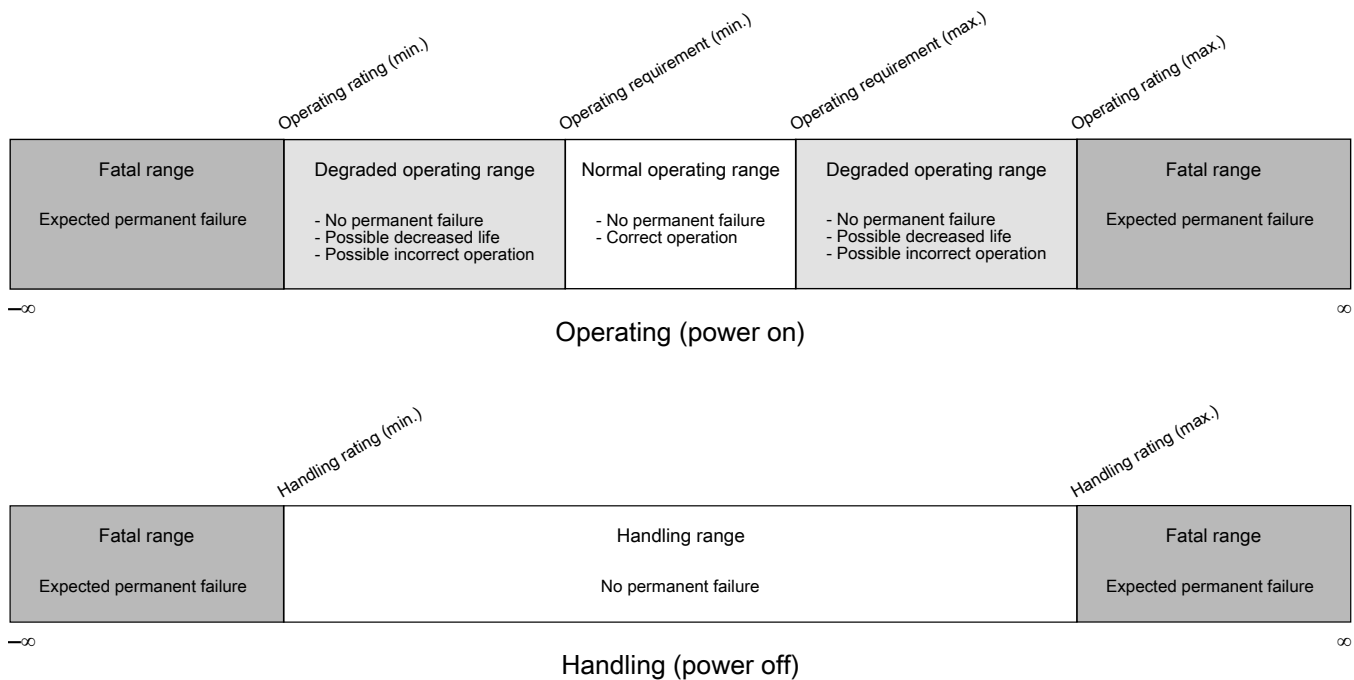 Operating rating (min.)
Operating requirement (min.)
Operating requirement (max.)
Operating rating (max.)
Fatal range
Expected permanent failure
Degraded operating range
- No permanent failure
- Possible decreased life
- Possible incorrect operation
Normal operating range
- No permanent failure
- Correct operation
Degraded operating range
- No permanent failure
- Possible decreased life
- Possible incorrect operation
Fatal range
Expected permanent failure
–∞
∞
Operating (power on)
Handling rating (min.)
Handling rating (max.)
Fatal range
Expected permanent failure
Handling range
No permanent failure
Fatal range
Expected permanent failure
–∞
∞
Handling (power off)